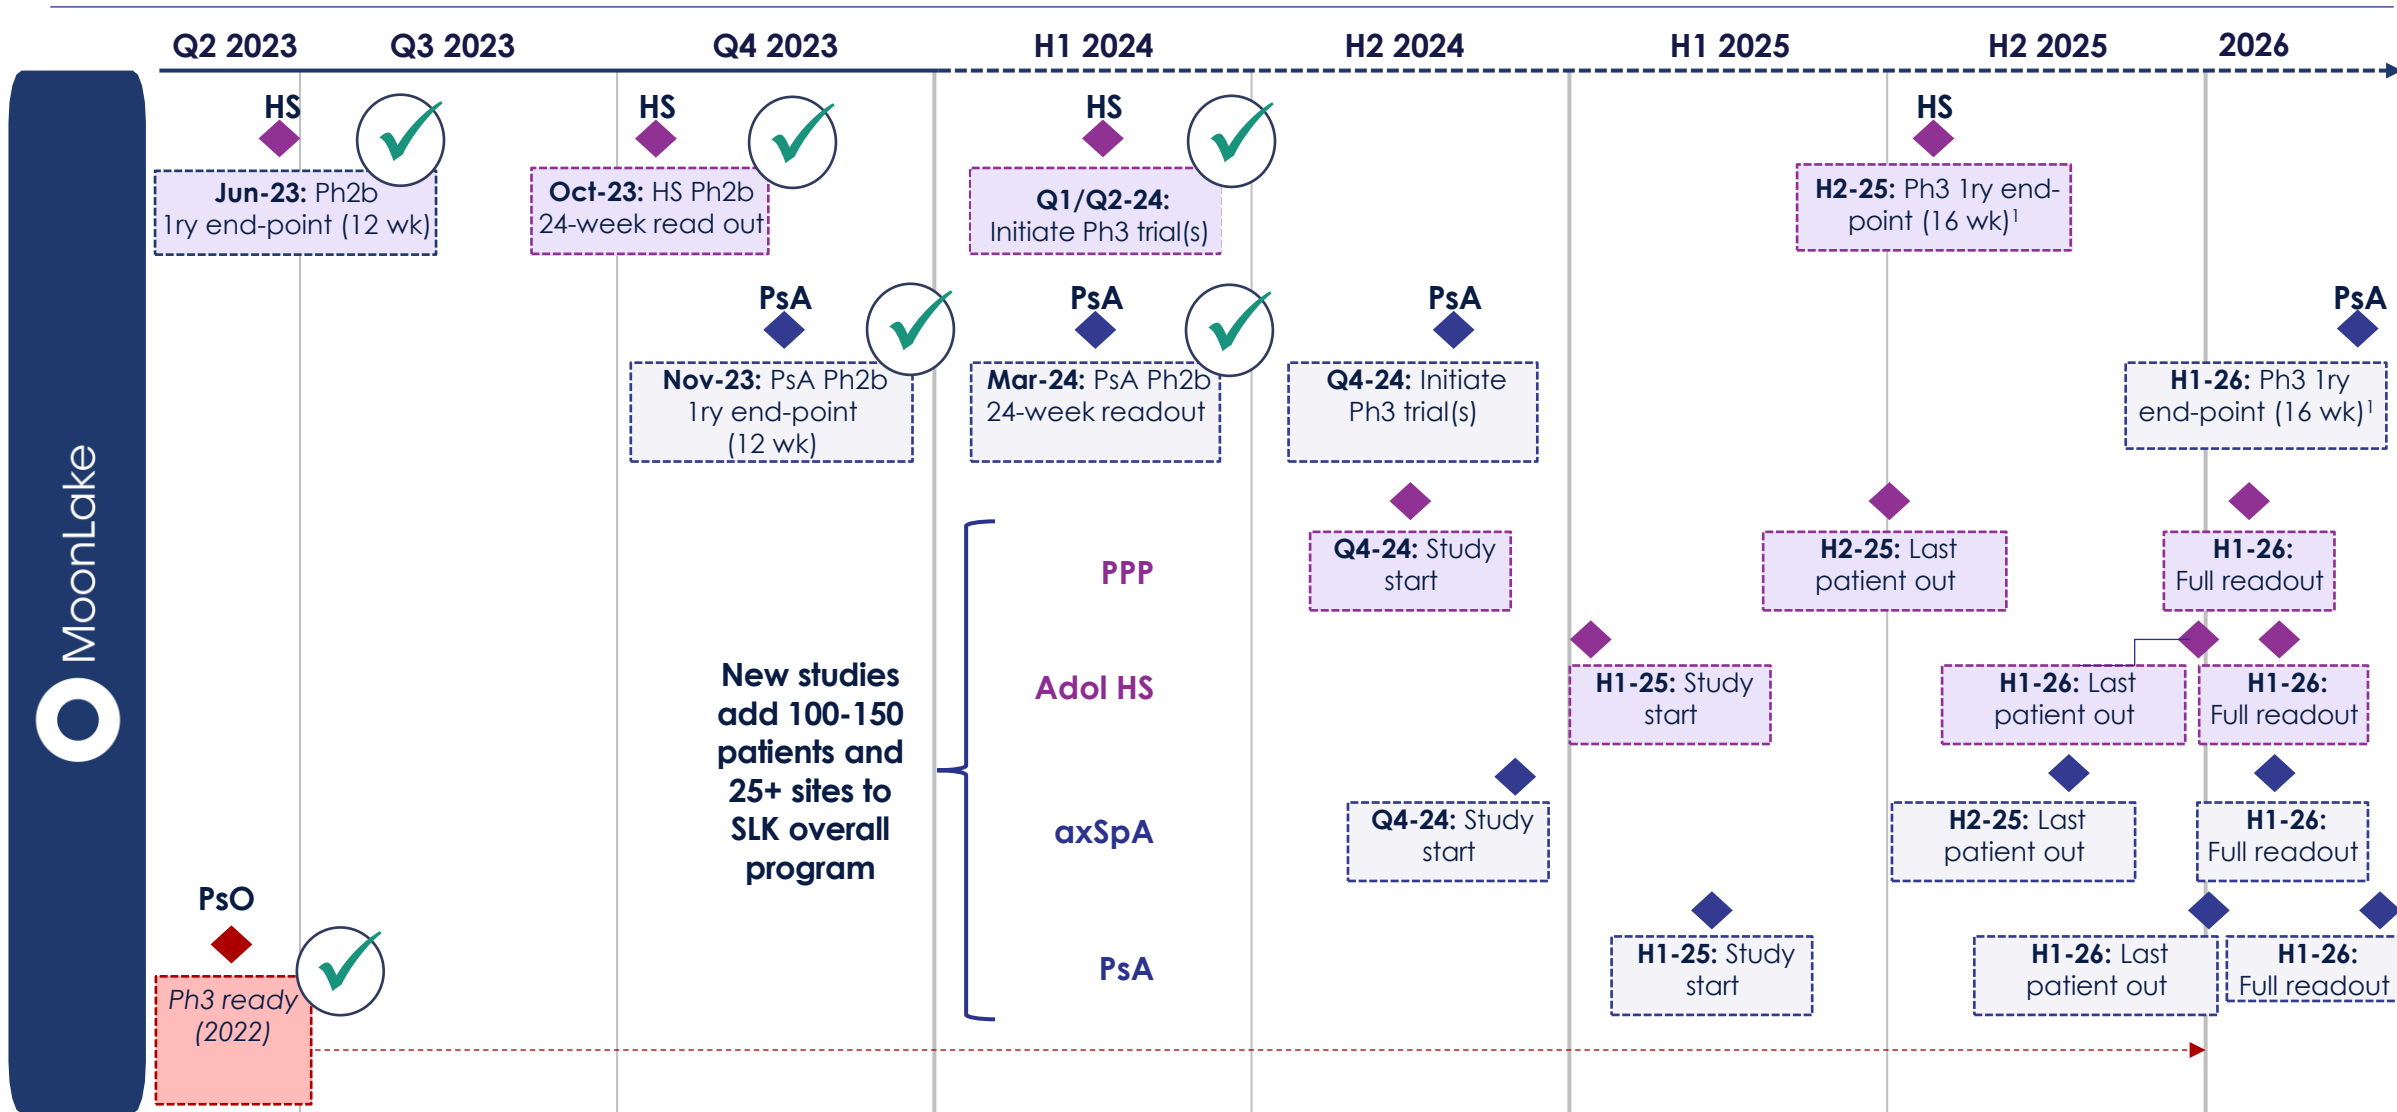 Q2 2023
Q3 2023
Q4 2023
H1 2024
H2 2024
H1 2025
H2 2025
2026
MoonLake
HS
Jun-23: Ph2b
1ry end-point (12 wk)
HS
Oct-23: HS Ph2b
24-week read out
HS
Q1/Q2-24:
Initiate Ph3 trial(s)
HS
H2-25: Ph3 1ry end-
point (16 wk)¹
PsA
Nov-23: PsA Ph2b
1ry end-point
(12 wk)
PsA
Mar-24: PsA Ph2b
24-week readout
PsA
Q4-24: Initiate
Ph3 trial(s)
PsA
H1-26: Ph3 1ry
end-point (16 wk)¹
New studies
add 100-150
patients and
25+ sites to
SLK overall
program
PPP
Q4-24: Study
start
H2-25: Last
patient out
H1-26:
Full readout
Adol HS
H1-25: Study
start
H1-26: Last
patient out
H1-26:
Full readout
axSpA
Q4-24: Study
start
H2-25: Last
patient out
H1-26:
Full readout
PsA
H1-25: Study
start
H1-26: Last
patient out
H1-26:
Full readout
PsO
Ph3 ready
(2022)